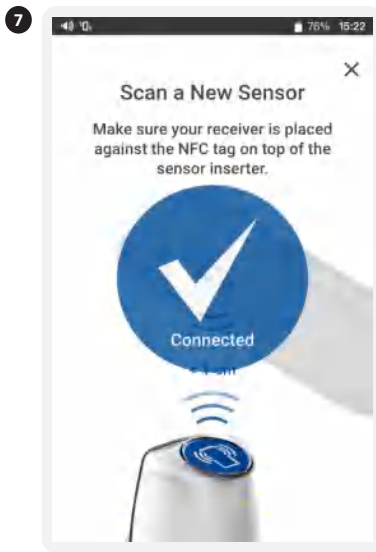 7
76% 15:22
Scan a New Sensor
Make sure your receiver is placed
against the NFC tag on top of the
sensor inserter.
Connected